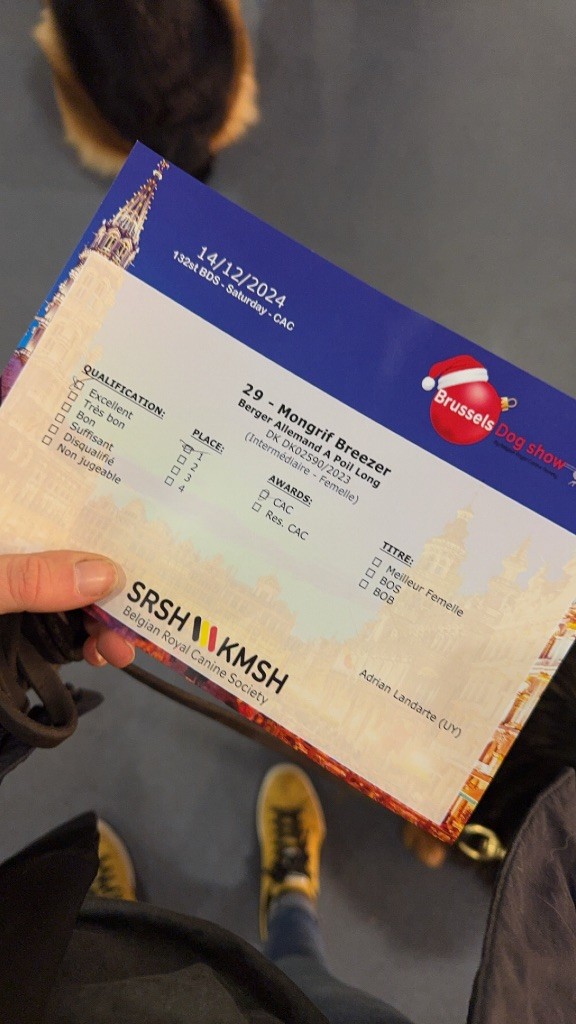 14/12/2024
132st BDS - Saturday - CAC
Brussels Dog show
29 - Mongrif Breezer
Berger Allemand A Poil Long
DK DK02590/2023
(Intermédiaire - Femelle)
QUALIFICATION:
Excellent
Très bon
Bon
Suffisant
Disqualifié
Non jugeable
PLACE:
1
2
3
4
AWARDS:
CAC
Res. CAC
TITRE:
Meilleur Femelle
BOS
BOB
SRSH KMSH
Belgian Royal Canine Society
Adrian Landarte (UY)